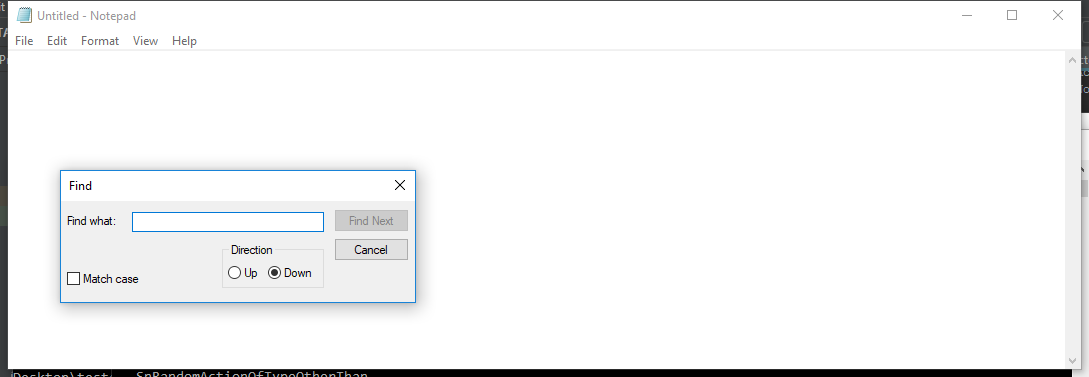 Untitled - Notepad
File Edit Format View Help
Find
Find what:
Find Next
Direction
Cancel
Up Down
Match case
Desktop\test